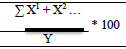 ∑ X¹ + X² …
Y
* 100